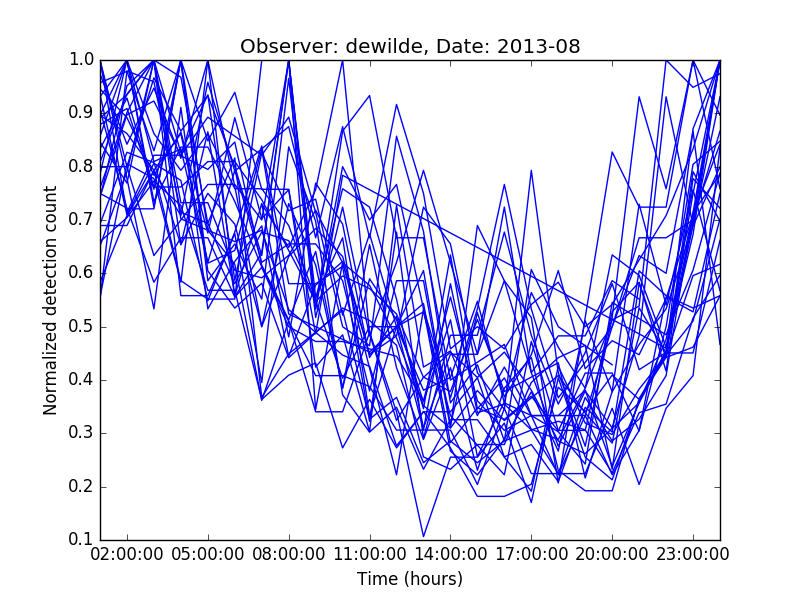 Observer: dewilde, Date: 2013-08
Normalized detection count
1.0
0.9
0.8
0.7
0.6
0.5
0.4
0.3
0.2
0.1
02:00:00 05:00:00 08:00:00 11:00:00 14:00:00 17:00:00 20:00:00 23:00:00
Time (hours)